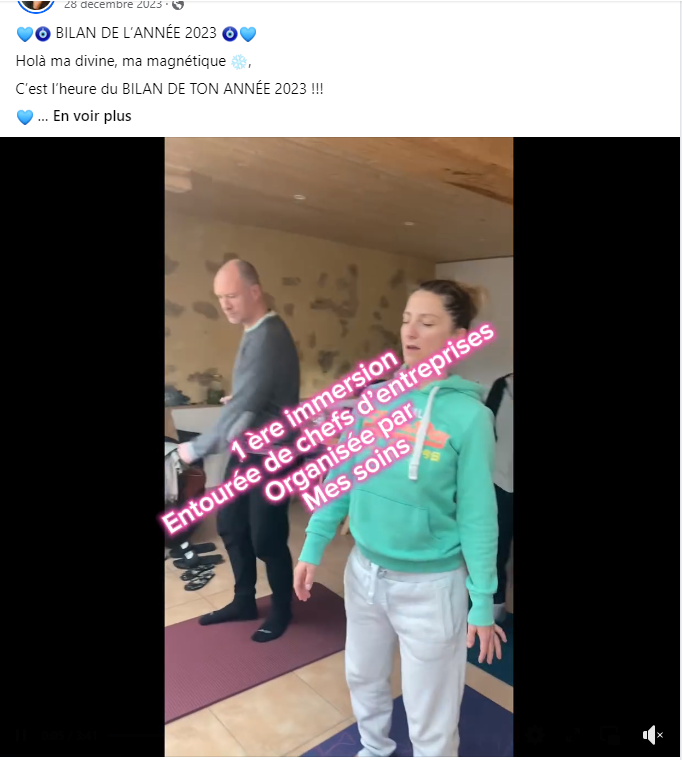 28 décembre 2023 ·
💙🧿 BILAN DE L'ANNÉE 2023 🧿💙
Holà ma divine, ma magnétique ❄️,
C'est l'heure du BILAN DE TON ANNÉE 2023 !!!
💙 ... En voir plus
1 ère immersion
Entourée de chefs d'entreprises
Organisée par
Mes soins